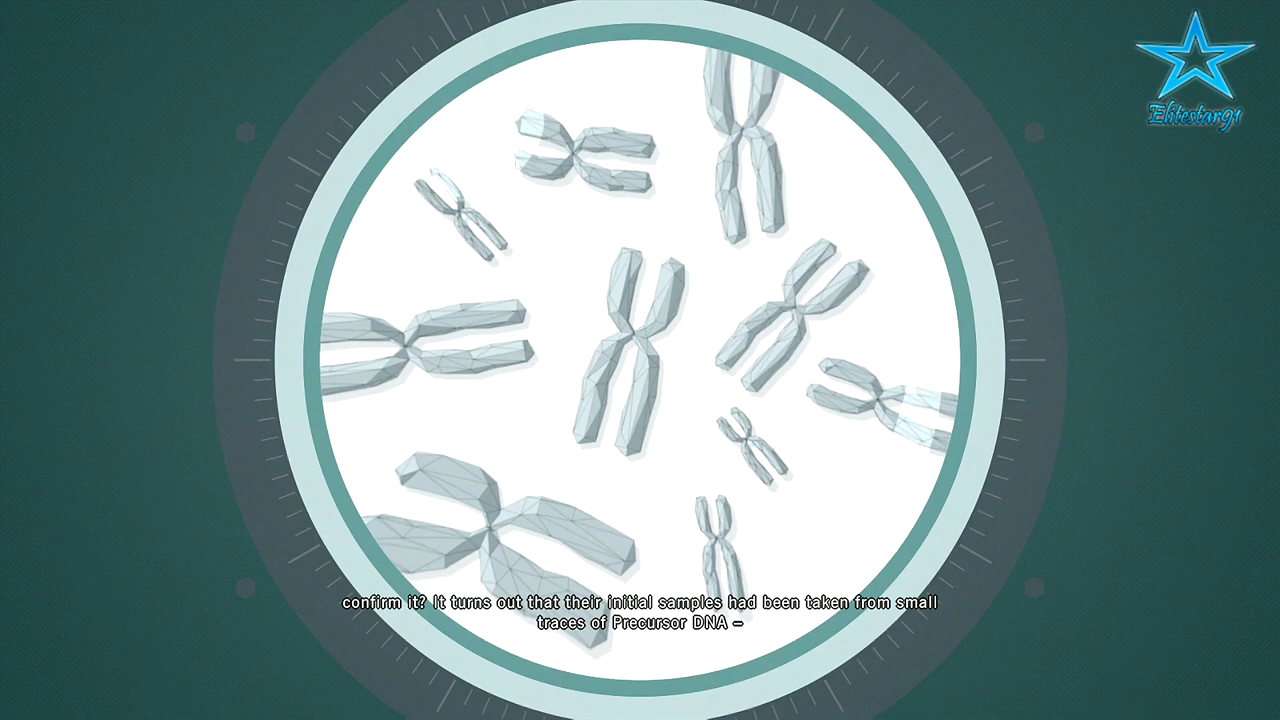 Elitestar91
confirm it? It turns out that their initial samples had been taken from small
traces of Precursor DNA –